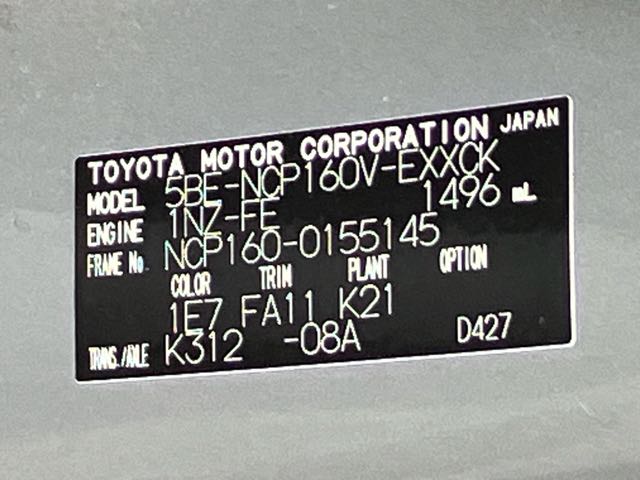 TOYOTA MOTOR CORPORATION JAPAN
MODEL 5BE-NCP160V-EXXCK
ENGINE 1NZ-FE 1496 mL
FRAME No. NCP160-0155145
COLOR TRIM PLANT OPTION
1E7 FA11 K21
TRANS./AXLE K312 -08A D427